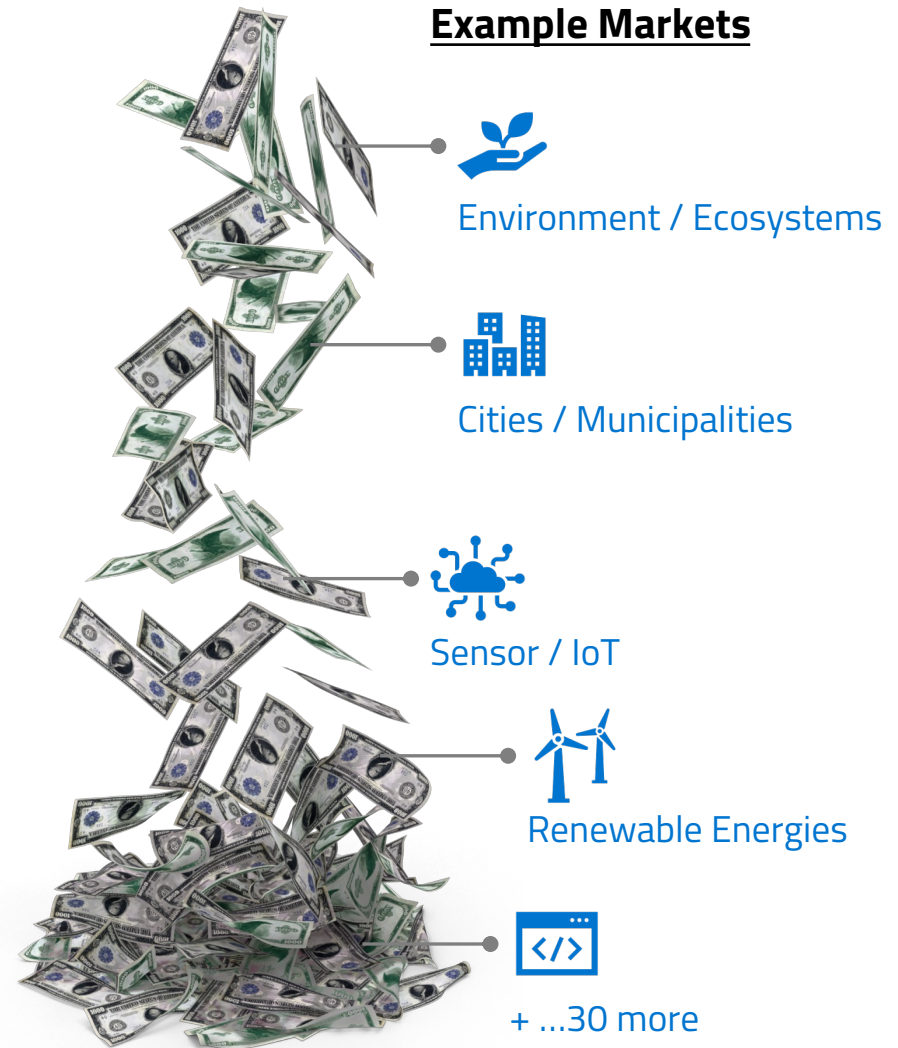 Example Markets
Environment / Ecosystems
Cities / Municipalities
Sensor / IoT
Renewable Energies
</>
+ ...30 more